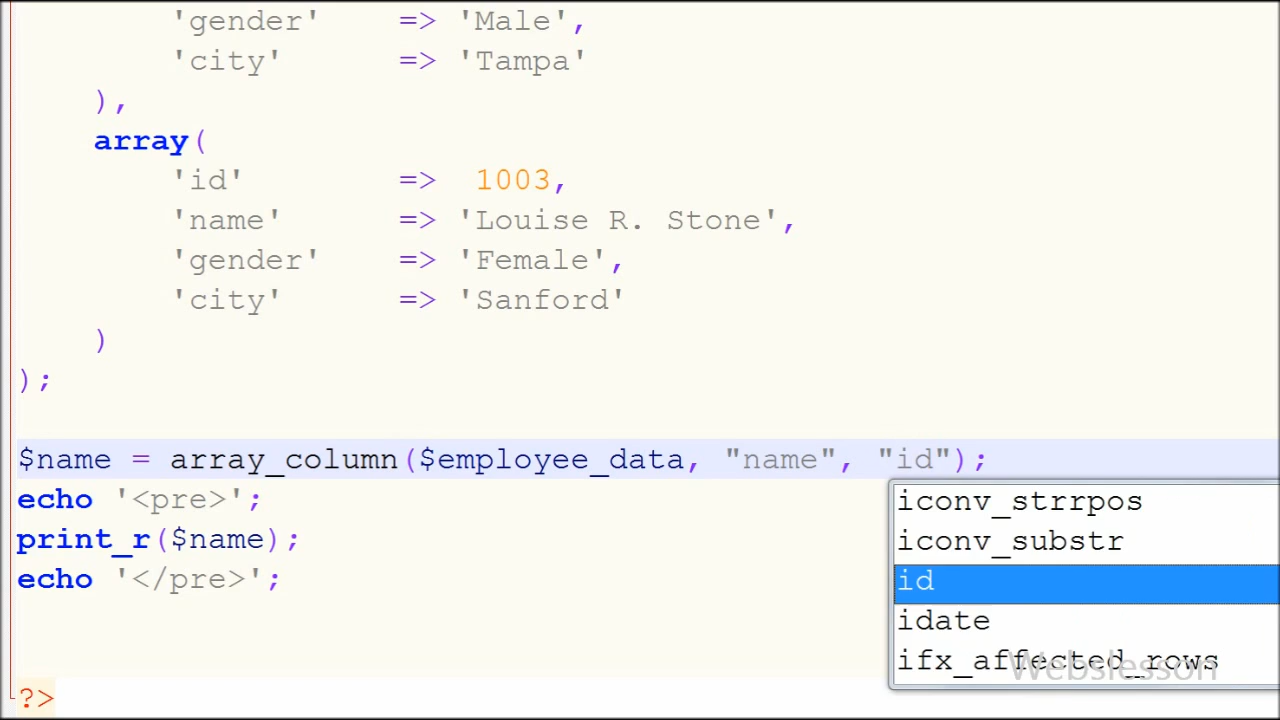 'gender' => 'Male',
'city' => 'Tampa'
),
array(
'id' => 1003,
'name' => 'Louise R. Stone',
'gender' => 'Female',
'city' => 'Sanford'
)
);
$name = array_column($employee_data, "name", "id");
echo '<pre>';
print_r($name);
echo '</pre>';
iconv_strrpos
iconv_substr
id
idate
ifx_affected_rows
Webslesson
?>